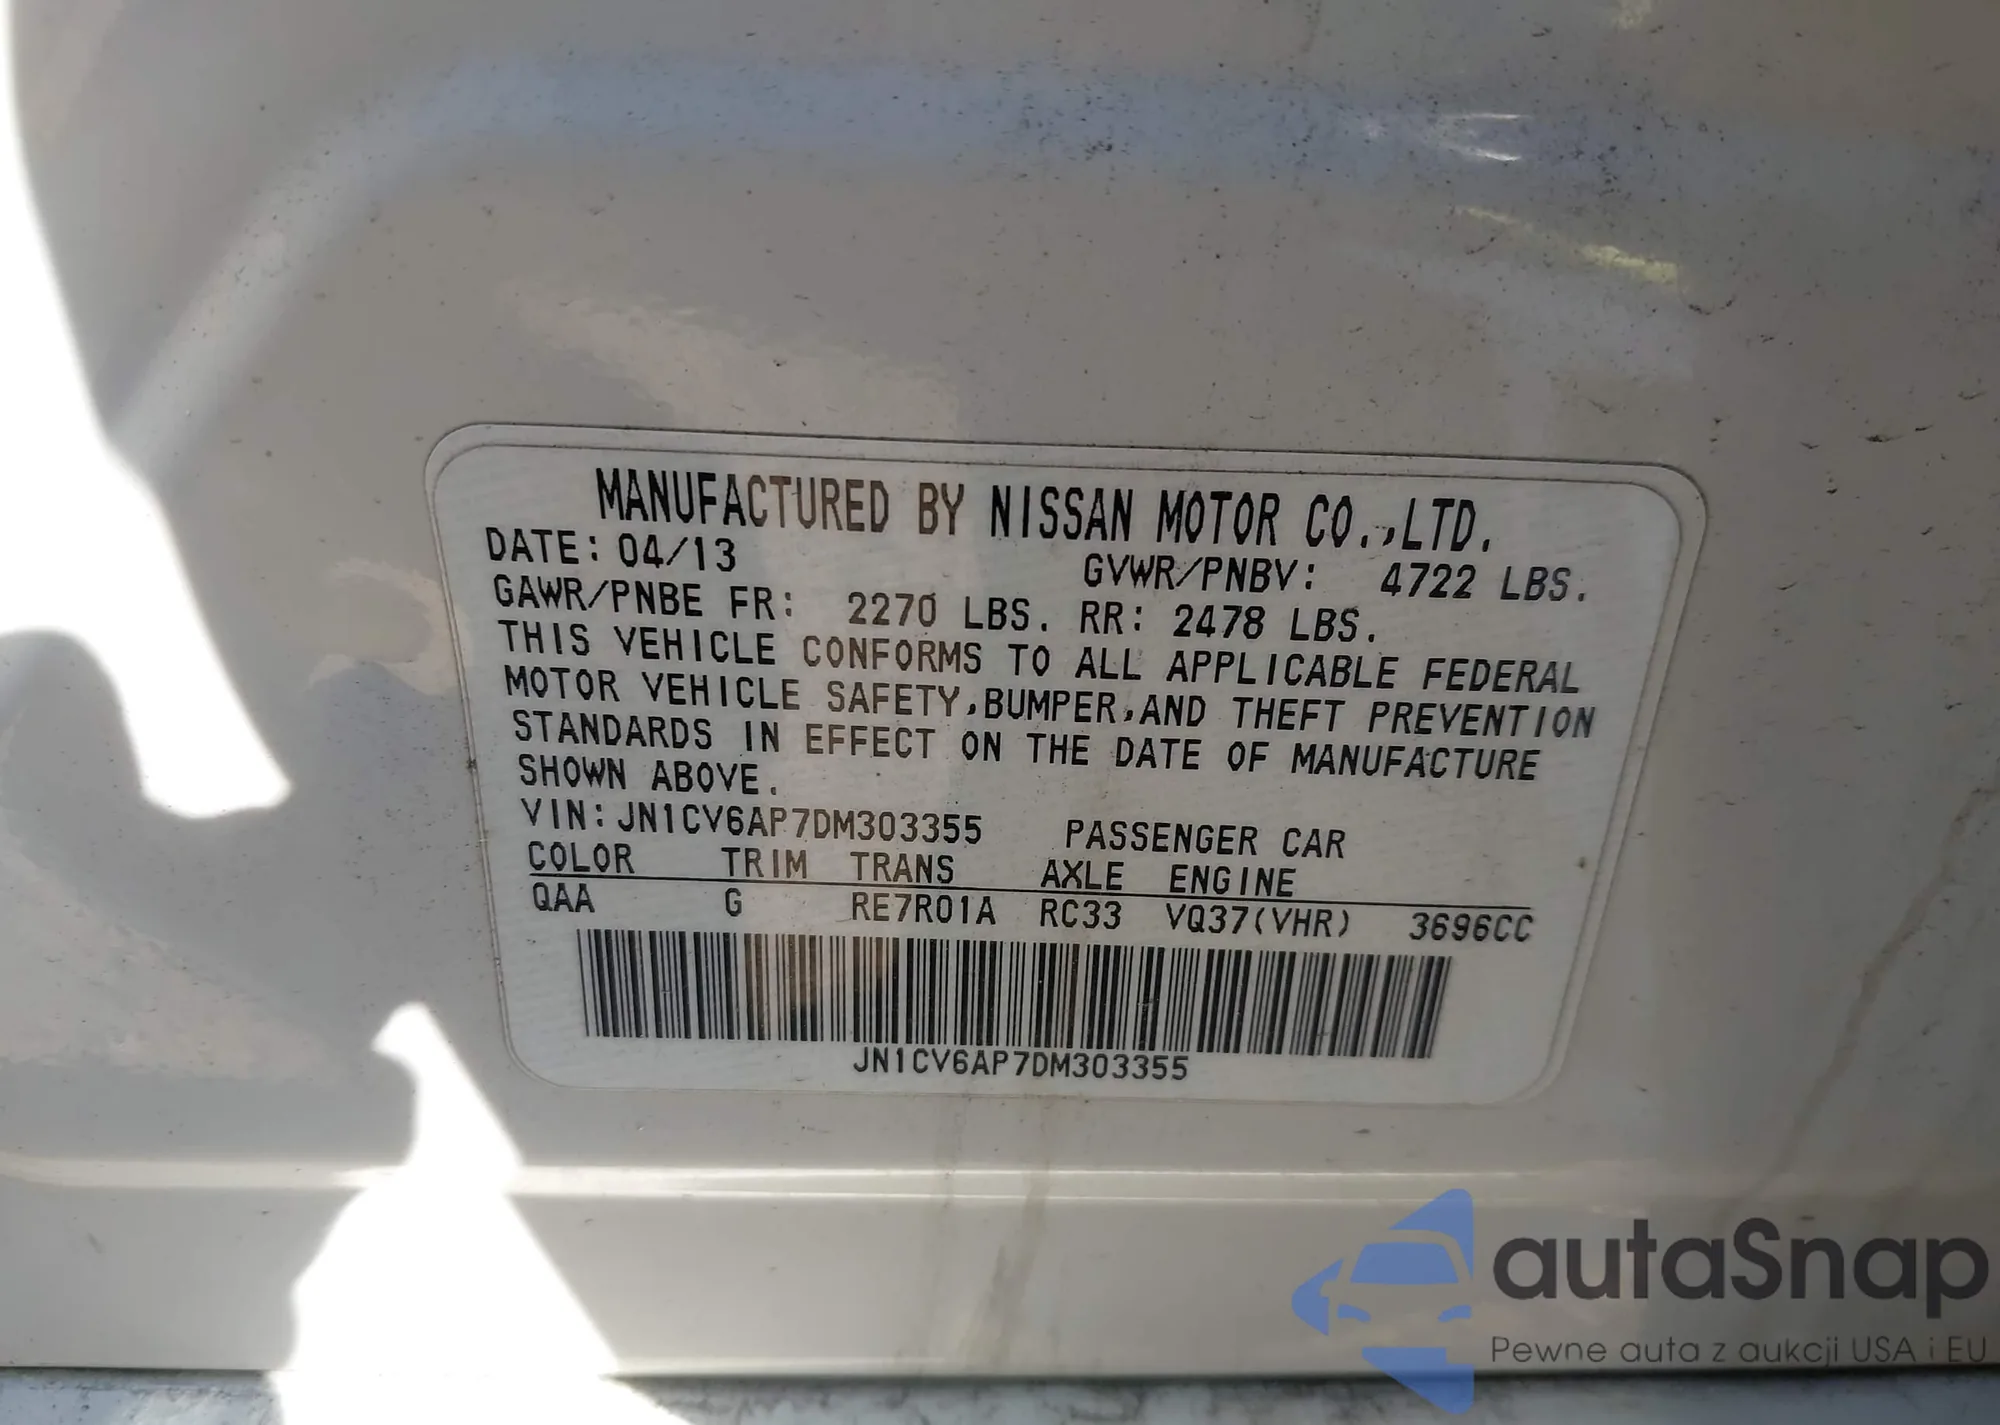 MANUFACTURED BY NISSAN MOTOR CO.,LTD.
DATE: 04/13 GVWR/PNBV: 4722 LBS.
GAWR/PNBE FR: 2270 LBS. RR: 2478 LBS.
THIS VEHICLE CONFORMS TO ALL APPLICABLE FEDERAL
MOTOR VEHICLE SAFETY,BUMPER,AND THEFT PREVENTION
STANDARDS IN EFFECT ON THE DATE OF MANUFACTURE
SHOWN ABOVE.
VIN:JN1CV6AP7DM303355 PASSENGER CAR
COLOR TRIM TRANS AXLE ENGINE
QAA G RE7R01A RC33 VQ37(VHR) 3696CC
JN1CV6AP7DM303355
autaSnap
Pewne auta z aukcji USA i EU